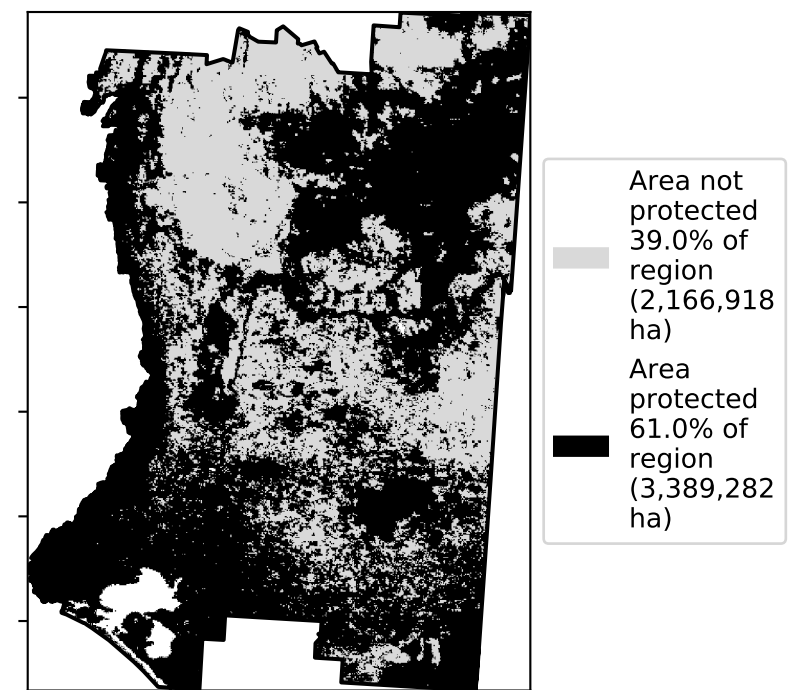 Area not
protected
39.0% of
region
(2,166,918
ha)
Area
protected
61.0% of
region
(3,389,282
ha)